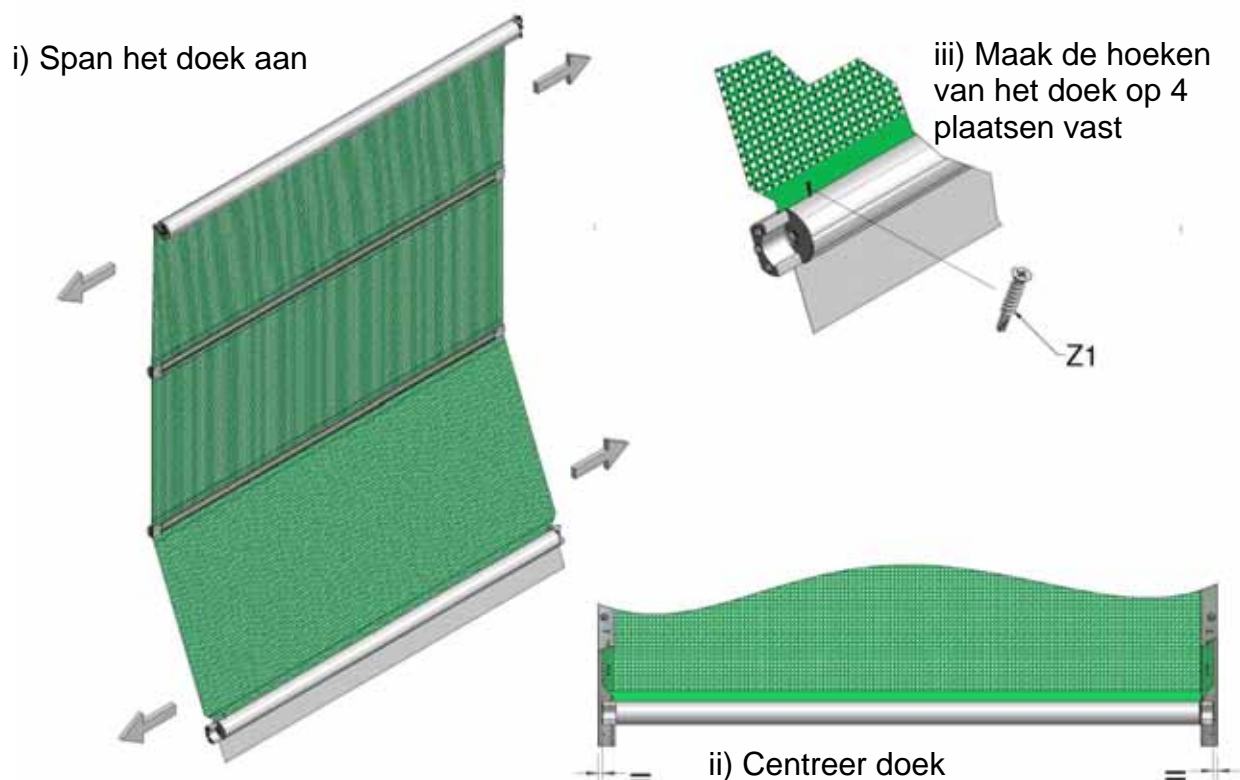 i) Span het doek aan
iii) Maak de hoeken
van het doek op 4
plaatsen vast
Z1
ii) Centreer doek
= =